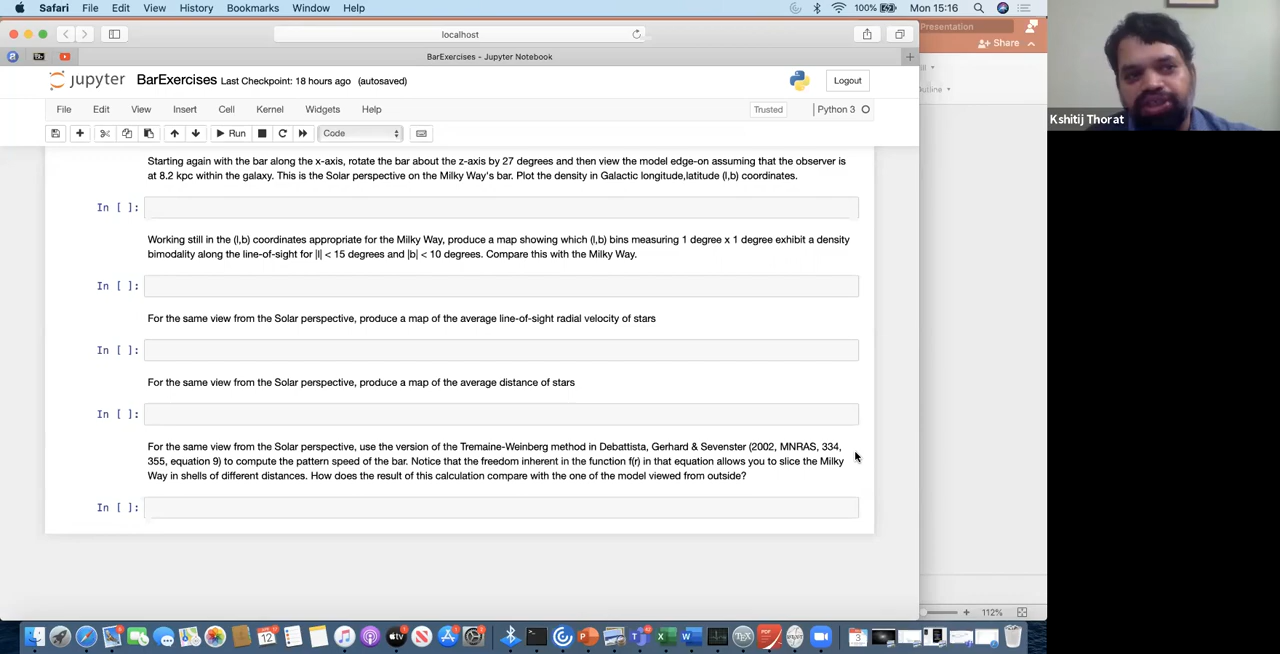 Safari File Edit View History Bookmarks Window Help 100% Mon 15:16
localhost
Presentation
BarExercises - Jupyter Notebook
Share
jupyter BarExercises Last Checkpoint: 18 hours ago (autosaved) Logout
File Edit View Insert Cell Kernel Widgets Help Trusted Python 3
Run Code
Kshitij Thorat
Starting again with the bar along the x-axis, rotate the bar about the z-axis by 27 degrees and then view the model edge-on assuming that the observer is
at 8.2 kpc within the galaxy. This is the Solar perspective on the Milky Way's bar. Plot the density in Galactic longitude,latitude (l,b) coordinates.
In [ ]:
Working still in the (l,b) coordinates appropriate for the Milky Way, produce a map showing which (l,b) bins measuring 1 degree x 1 degree exhibit a density
bimodality along the line-of-sight for |l| < 15 degrees and |b| < 10 degrees. Compare this with the Milky Way.
In [ ]:
For the same view from the Solar perspective, produce a map of the average line-of-sight radial velocity of stars
In [ ]:
For the same view from the Solar perspective, produce a map of the average distance of stars
In [ ]:
For the same view from the Solar perspective, use the version of the Tremaine-Weinberg method in Debattista, Gerhard & Sevenster (2002, MNRAS, 334,
355, equation 9) to compute the pattern speed of the bar. Notice that the freedom inherent in the function f(r) in that equation allows you to slice the Milky
Way in shells of different distances. How does the result of this calculation compare with the one of the model viewed from outside?
In [ ]:
112%